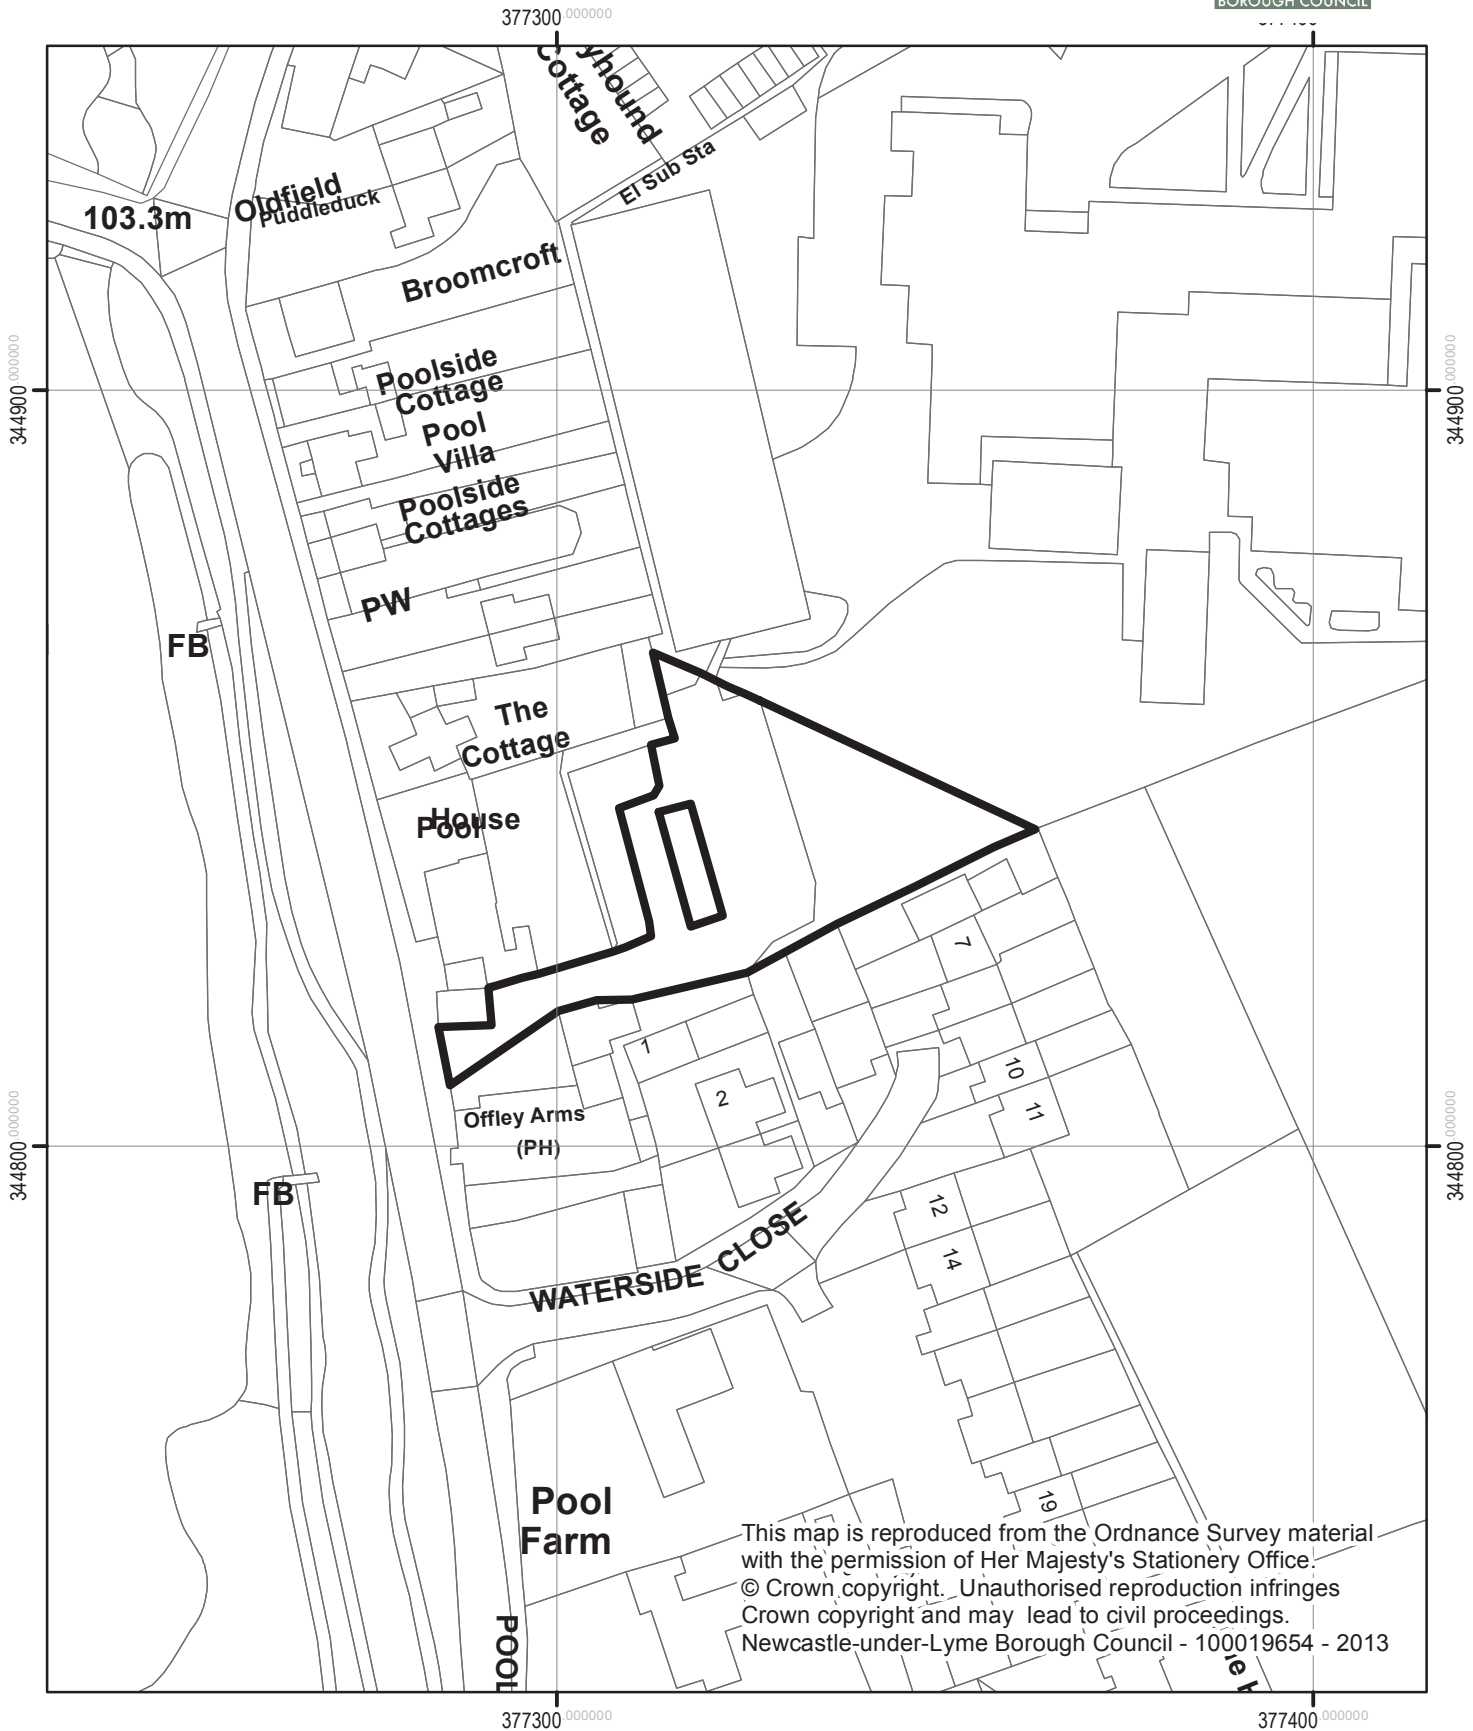 BOROUGH COUNCIL
377300.000000
yhound
Cottage
El Sub Sta
Oldfield
Puddleduck
103.3m
Broomcroft
344900.000000
344900.000000
Poolside
Cottage
Pool
Villa
Poolside
Cottages
PW
FB
The
Cottage
House
Pool
7
1
2
10
11
Offley Arms
(PH)
344800.000000
344800.000000
FB
12
14
WATERSIDE CLOSE
19
Pool
Farm
POOL
This map is reproduced from the Ordnance Survey material
with the permission of Her Majesty's Stationery Office.
© Crown copyright. Unauthorised reproduction infringes
Crown copyright and may lead to civil proceedings.
Newcastle-under-Lyme Borough Council - 100019654 - 2013
377300.000000
377400.000000